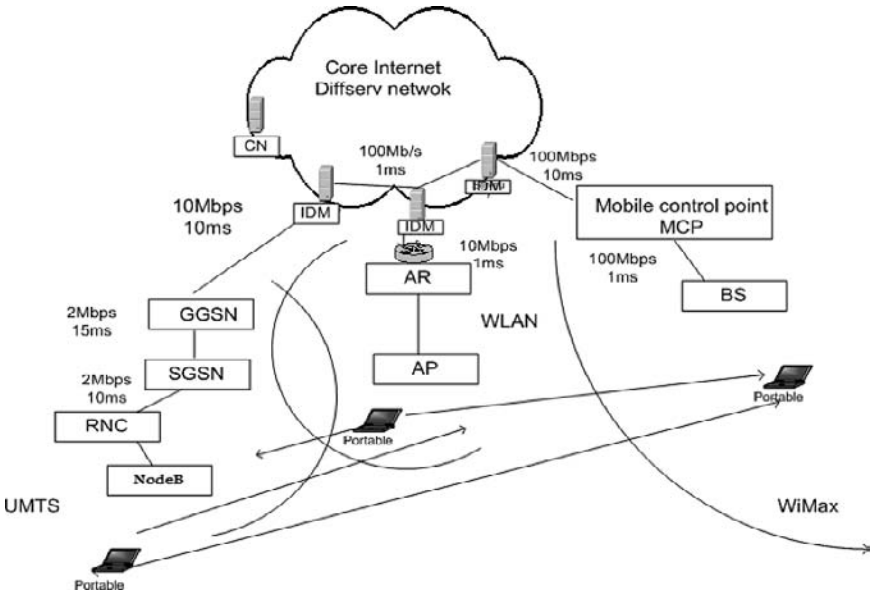 Core Internet
Diffserv netwok
CN
100Mb/s
1ms
100Mbps
10ms
IDM
IDM
10Mbps
10ms
Mobile control point
MCP
10Mbps
1ms
100Mbps
1ms
AR
BS
2Mbps
15ms
GGSN
WLAN
SGSN
AP
2Mbps
10ms
RNC
Portable
Portable
NodeB
UMTS
WiMax
Portable